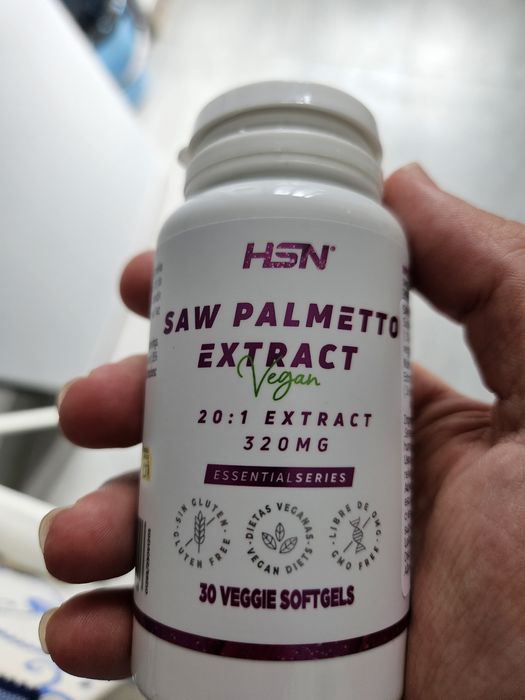 HSN®
SAW PALMETTO
EXTRACT
Vegan
20:1 EXTRACT
320MG
ESSENTIALSERIES
·SIN GLUTEN·
GLUTEN FREE
·DIETAS VEGANAS·
VEGAN DIETS
·LIBRE DE OMG·
GMO FREE
30 VEGGIE SOFTGELS